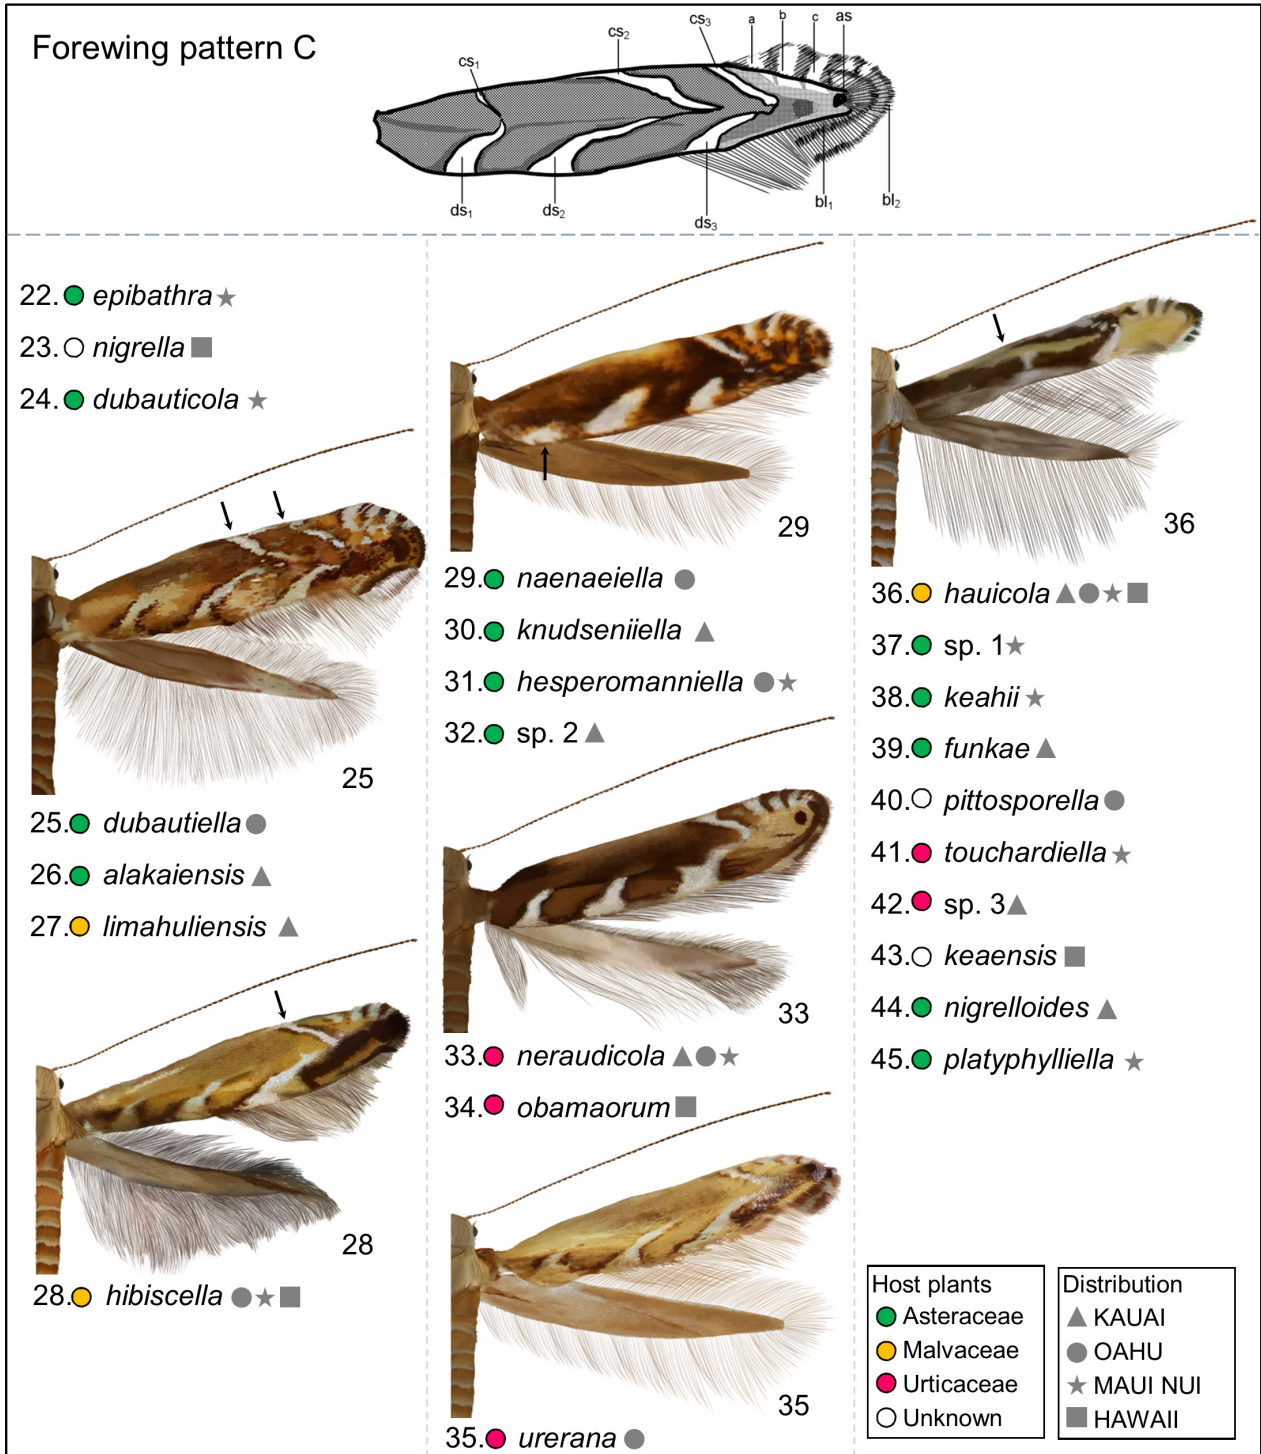 Forewing pattern C
cs1
cs2
cs3
a
b
c
as
ds1
ds2
ds3
bl1
bl2
22. epibathra
23. nigrella
24. dubauticola
25
25. dubautiella
26. alakaiensis
27. limahuliensis
28
28. hibiscella
29
29. naenaeiella
30. knudseniiella
31. hesperomanniella
32. sp. 2
33
33. neraudicola
34. obamaorum
35
35. urerana
36
36. hauicola
37. sp. 1
38. keahii
39. funkae
40. pittosporella
41. touchardiella
42. sp. 3
43. keaensis
44. nigrelloides
45. platyphylliella
Host plants
Asteraceae
Malvaceae
Urticaceae
Unknown
Distribution
KAUAI
OAHU
MAUI NUI
HAWAII